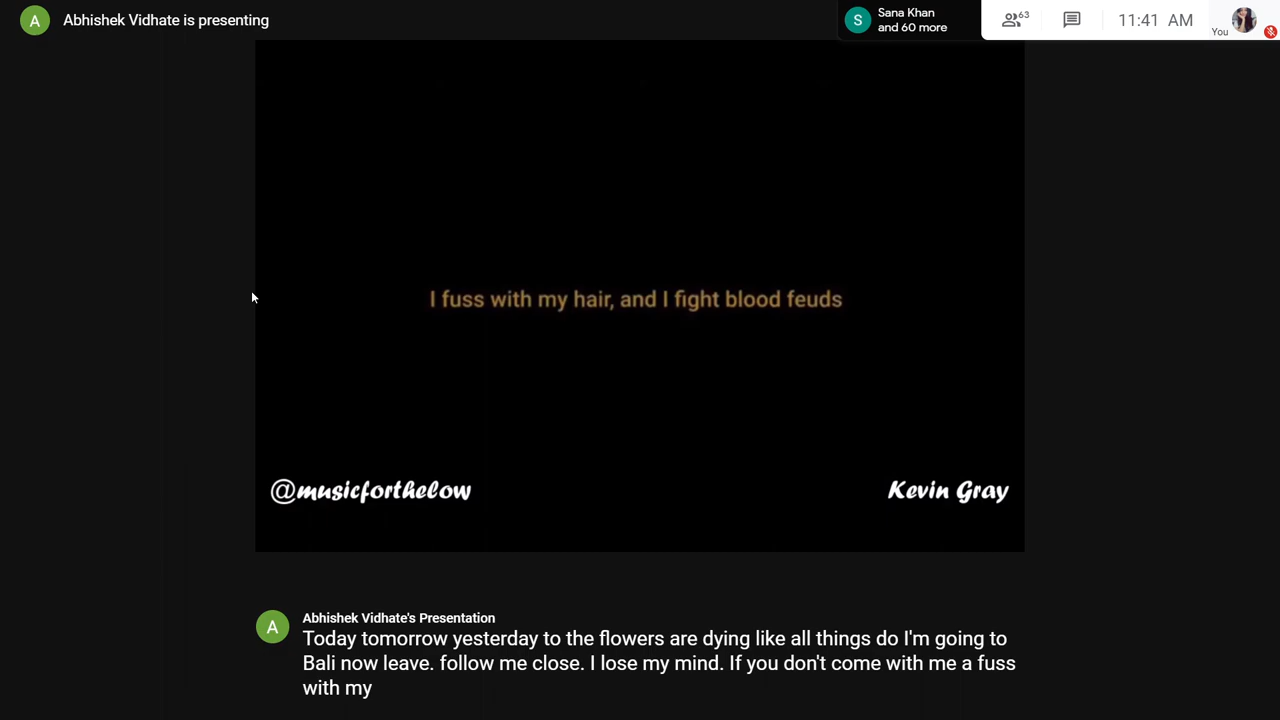 A Abhishek Vidhate is presenting
S Sana Khan
and 60 more
63
11:41 AM
You
I fuss with my hair, and I fight blood feuds
@musicforthelow
Kevin Gray
A Abhishek Vidhate's Presentation
Today tomorrow yesterday to the flowers are dying like all things do I'm going to
Bali now leave. follow me close. I lose my mind. If you don't come with me a fuss
with my